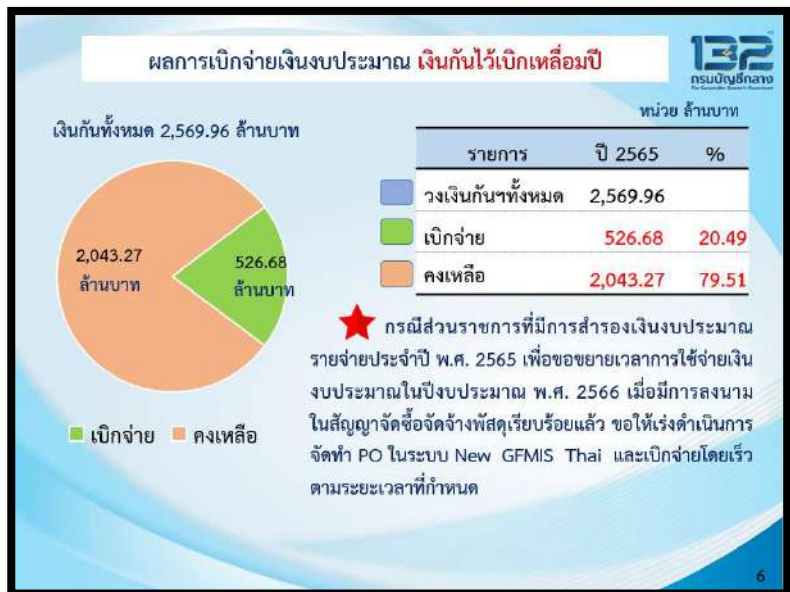 ผลการเบิกจ่ายเงินงบประมาณ เงินกันไว้เบิกเหลื่อมปี
132
กรมบัญชีกลาง
The Comptroller General's Department
หน่วย ล้านบาท
เงินกันทั้งหมด 2,569.96 ล้านบาท
รายการ ปี 2565 %
วงเงินกันฯทั้งหมด 2,569.96
เบิกจ่าย 526.68 20.49
คงเหลือ 2,043.27 79.51
2,043.27
ล้านบาท
526.68
ล้านบาท
เบิกจ่าย คงเหลือ
กรณีส่วนราชการที่มีการสำรองเงินงบประมาณ
รายจ่ายประจำปี พ.ศ. 2565 เพื่อขอขยายเวลาการใช้จ่ายเงิน
งบประมาณในปีงบประมาณ พ.ศ. 2566 เมื่อมีการลงนาม
ในสัญญาจัดซื้อจัดจ้างพัสดุเรียบร้อยแล้ว ขอให้เร่งดำเนินการ
จัดทำ PO ในระบบ New GFMIS Thai และเบิกจ่ายโดยเร็ว
ตามระยะเวลาที่กำหนด
6